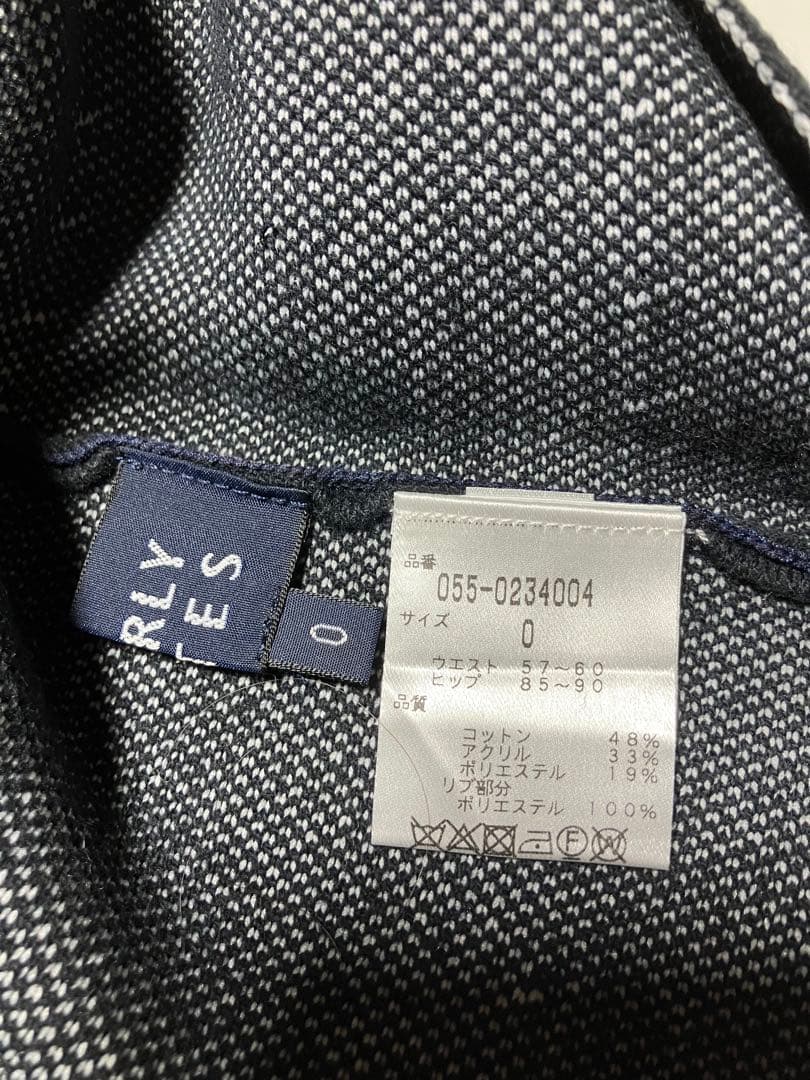 RLY
ES
0
品番
055-0234004
サイズ
0
ウエスト 57～60
ヒップ 85～90
品質
コットン 48%
アクリル 33%
ポリエステル 19%
リブ部分
ポリエステル 100%
F
W